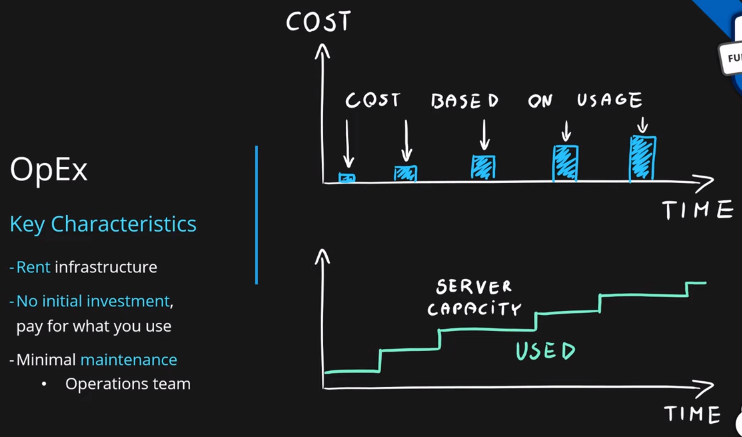 OpEx
Key Characteristics
- Rent infrastructure
- No initial investment,
pay for what you use
- Minimal maintenance
• Operations team
COST
COST BASED ON USAGE
TIME
SERVER
CAPACITY
USED
TIME